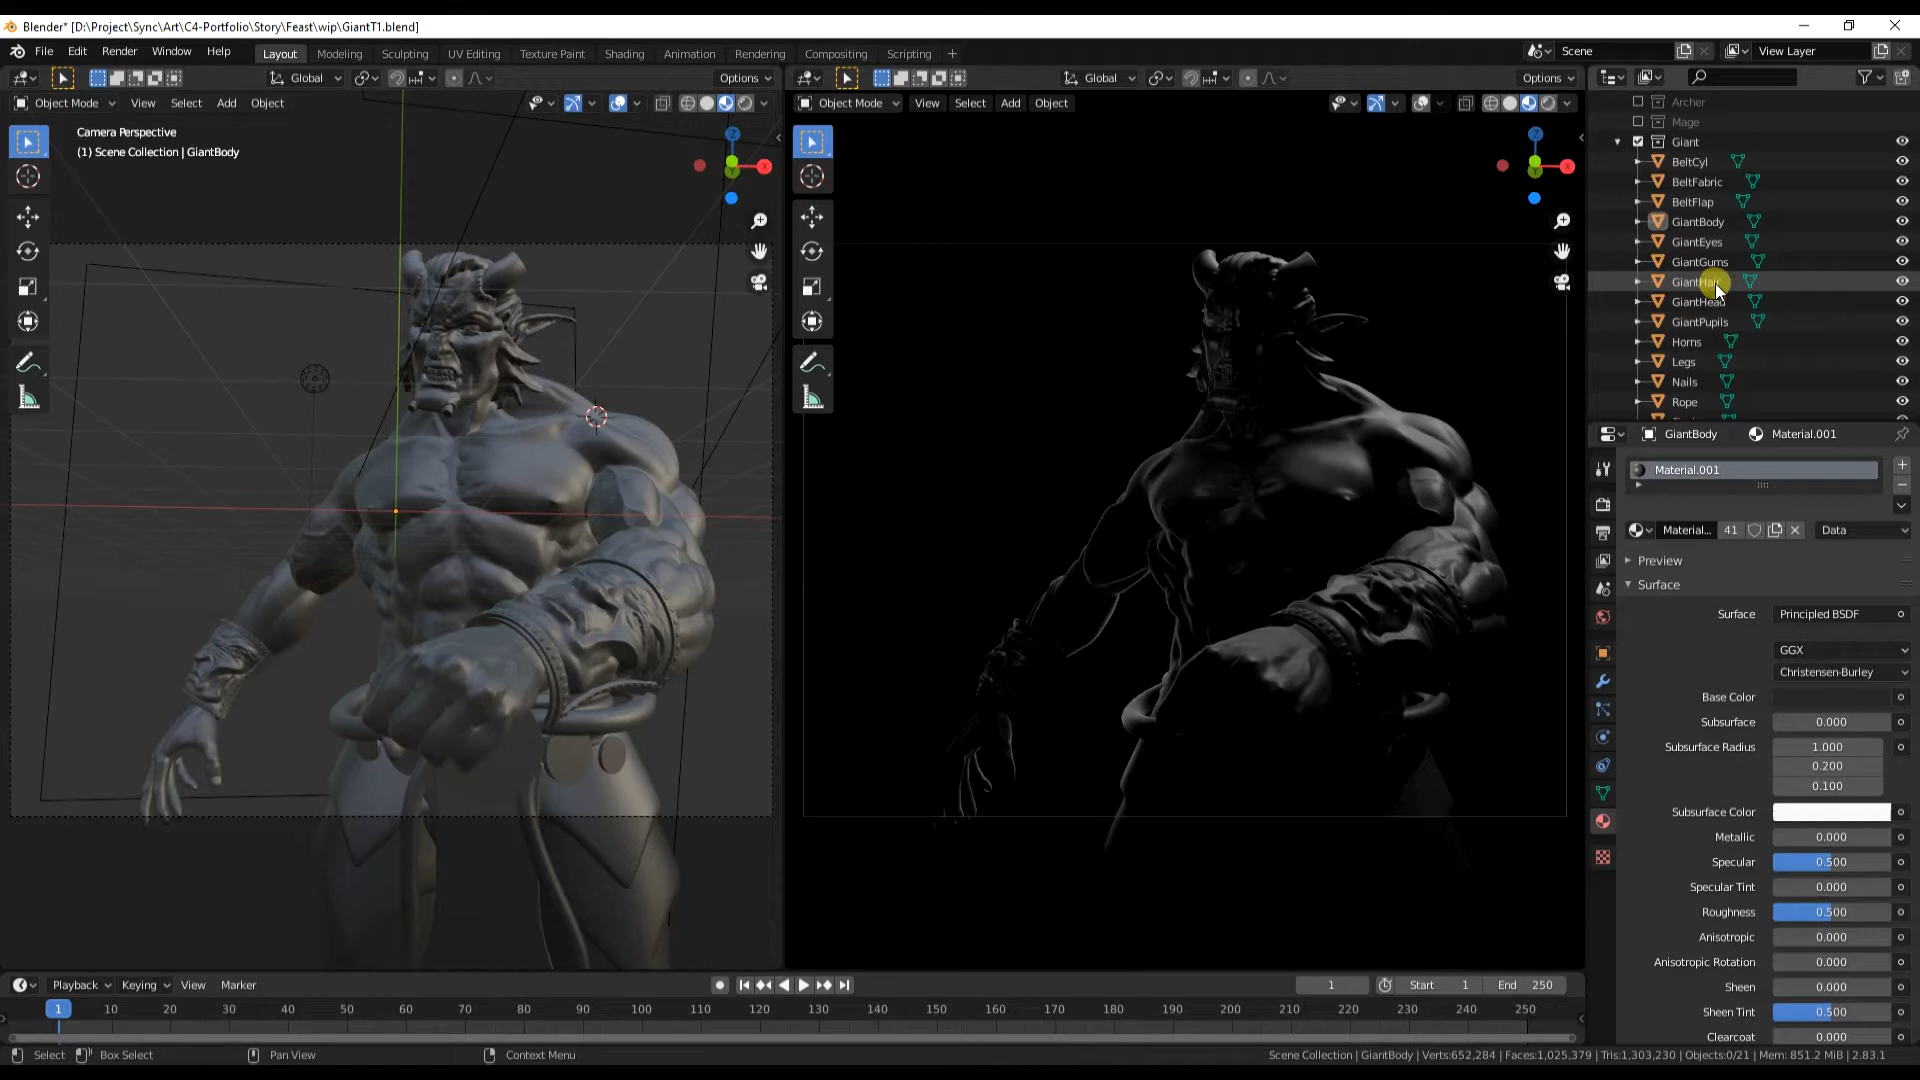 Blender* [D:\Project\Sync\Art\C4-Portfolio\Story\Feast\wip\GiantT1.blend]
File Edit Render Window Help Layout Modeling Sculpting UV Editing Texture Paint Shading Animation Rendering Compositing Scripting + Scene View Layer
Global Options Global Options
Object Mode View Select Add Object Object Mode View Select Add Object
Camera Perspective
(1) Scene Collection | GiantBody
Z
X
Y
Z
X
Y
Archer
Mage
Giant
BeltCyl
BeltFabric
BeltFlap
GiantBody
GiantEyes
GiantGums
GiantHair
GiantHead
GiantPupils
Horns
Legs
Nails
Rope
GiantBody Material.001
Material.001
Material... 41 Data
Preview
Surface
Surface Principled BSDF
GGX
Christensen-Burley
Base Color
Subsurface 0.000
Subsurface Radius 1.000
0.200
0.100
Subsurface Color
Metallic 0.000
Specular 0.500
Specular Tint 0.000
Roughness 0.500
Anisotropic 0.000
Anisotropic Rotation 0.000
Sheen 0.000
Sheen Tint 0.500
Clearcoat 0.000
Playback Keying View Marker 1 Start 1 End 250
1 10 20 30 40 50 60 70 80 90 100 110 120 130 140 150 160 170 180 190 200 210 220 230 240 250
Select Box Select Pan View Context Menu Scene Collection | GiantBody | Verts:652,284 | Faces:1,025,379 | Tris:1,303,230 | Objects:0/21 | Mem: 851.2 MiB | 2.83.1